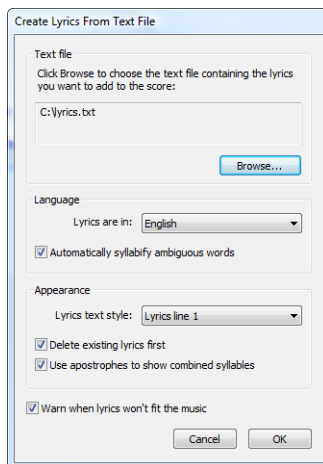 Create Lyrics From Text File
Text file
Click Browse to choose the text file containing the lyrics
you want to add to the score:
C:\lyrics.txt
Browse...
Language
Lyrics are in: English
Automatically syllabify ambiguous words
Appearance
Lyrics text style: Lyrics line 1
Delete existing lyrics first
Use apostrophes to show combined syllables
Warn when lyrics won't fit the music
Cancel OK